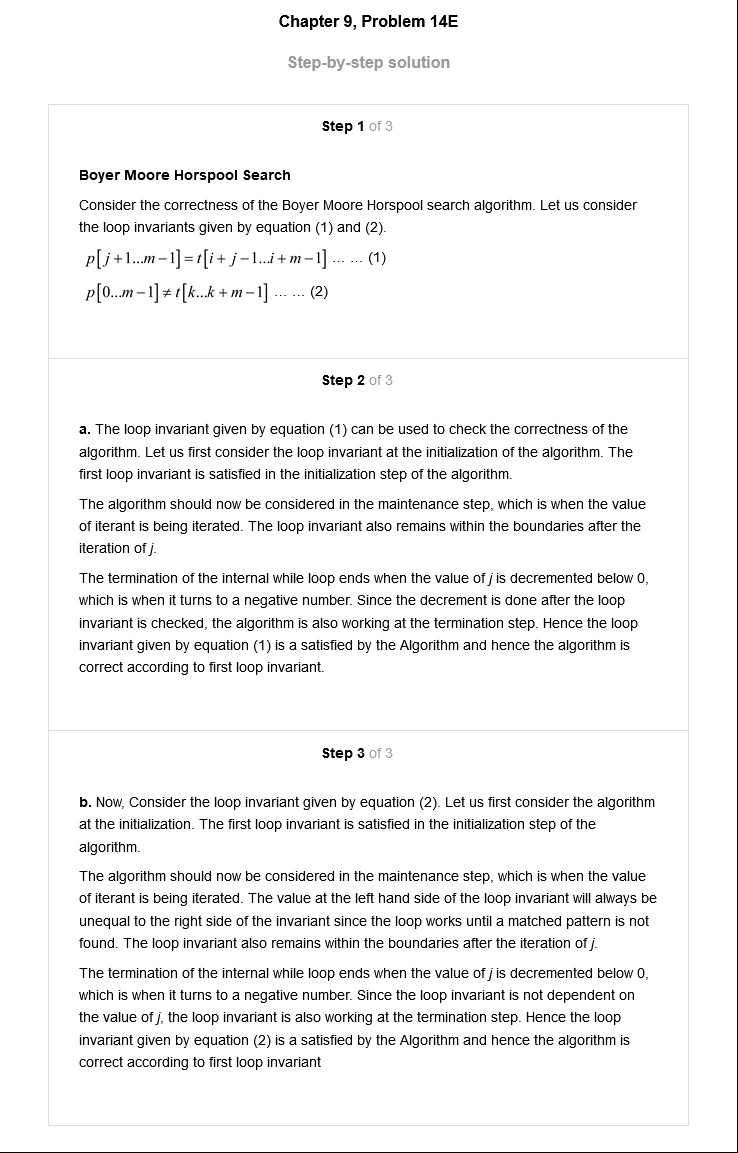 Chapter 9, Problem 14E
Step-by-step solution
Step 1 of 3
Boyer Moore Horspool Search
Consider the correctness of the Boyer Moore Horspool search algorithm. Let us consider
the loop invariants given by equation (1) and (2).
p[j+1...m−1]=t[i+j−1...i+m−1] ... ... (1)
p[0...m−1]≠t[k...k+m−1] ... ... (2)
Step 2 of 3
a. The loop invariant given by equation (1) can be used to check the correctness of the
algorithm. Let us first consider the loop invariant at the initialization of the algorithm. The
first loop invariant is satisfied in the initialization step of the algorithm.
The algorithm should now be considered in the maintenance step, which is when the value
of iterant is being iterated. The loop invariant also remains within the boundaries after the
iteration of j.
The termination of the internal while loop ends when the value of j is decremented below 0,
which is when it turns to a negative number. Since the decrement is done after the loop
invariant is checked, the algorithm is also working at the termination step. Hence the loop
invariant given by equation (1) is a satisfied by the Algorithm and hence the algorithm is
correct according to first loop invariant.
Step 3 of 3
b. Now, Consider the loop invariant given by equation (2). Let us first consider the algorithm
at the initialization. The first loop invariant is satisfied in the initialization step of the
algorithm.
The algorithm should now be considered in the maintenance step, which is when the value
of iterant is being iterated. The value at the left hand side of the loop invariant will always be
unequal to the right side of the invariant since the loop works until a matched pattern is not
found. The loop invariant also remains within the boundaries after the iteration of j.
The termination of the internal while loop ends when the value of j is decremented below 0,
which is when it turns to a negative number. Since the loop invariant is not dependent on
the value of j, the loop invariant is also working at the termination step. Hence the loop
invariant given by equation (2) is a satisfied by the Algorithm and hence the algorithm is
correct according to first loop invariant